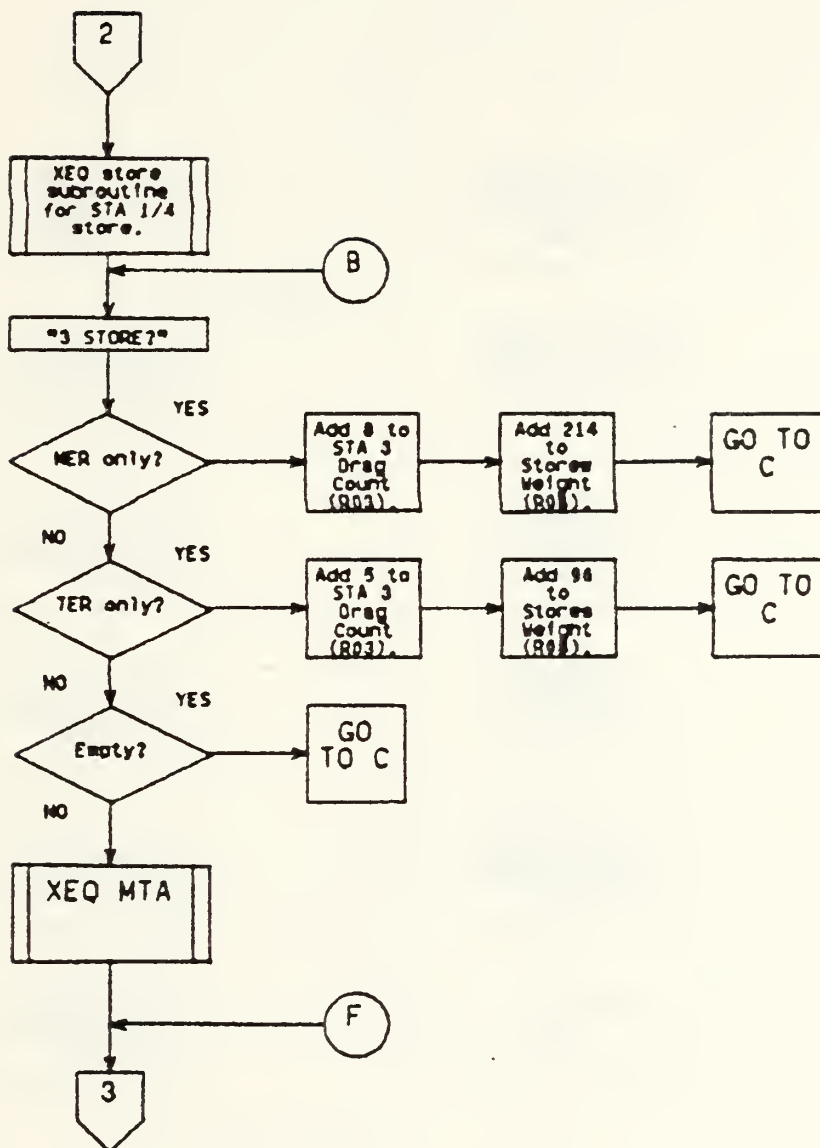 2
XEQ store
subroutine
for STA 1/4
store.
B
"3 STORE?"
YES
MER only?
Add 8 to
STA 3
Drag
Count
(R03).
Add 214
to
Stores
Weight
GO TO
C
NO
YES
TER only?
Add 5 to
STA 3
Drag
Count
(R03).
Add 96
to
Stores
Weight
GO TO
C
NO
YES
Empty?
GO
TO C
NO
XEQ MTA
F
3